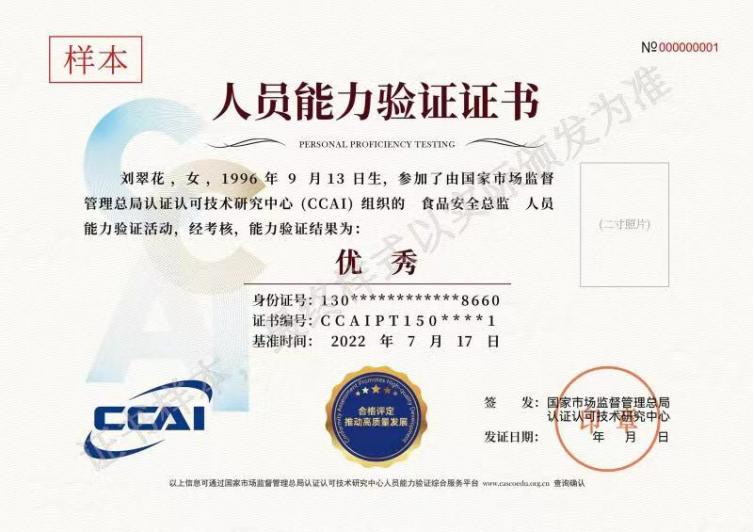 样本
№000000001
人员能力验证证书
PERSONAL PROFICIENCY TESTING
刘翠花，女，1996 年 9 月 13 日生，参加了由国家市场监督
管理总局认证认可技术研究中心 (CCAI) 组织的 食品安全总监 人员
能力验证活动，经考核，能力验证结果为：
(二寸照片)
优 秀
身份证号：130************8660
证书编号：CCAIPT150****1
基准时间： 2022 年 7 月 17 日
CCAI
Conformity Assessment Promotes High-quality Development
合格评定
推动高质量发展
签 发：国家市场监督管理总局
认证认可技术研究中心
印 章
发证日期： 年 月 日
以上信息可通过国家市场监督管理总局认证认可技术研究中心人员能力验证综合服务平台 www.cascoedu.org.cn 查询确认
证书样本，最终样式以实际颁发为准